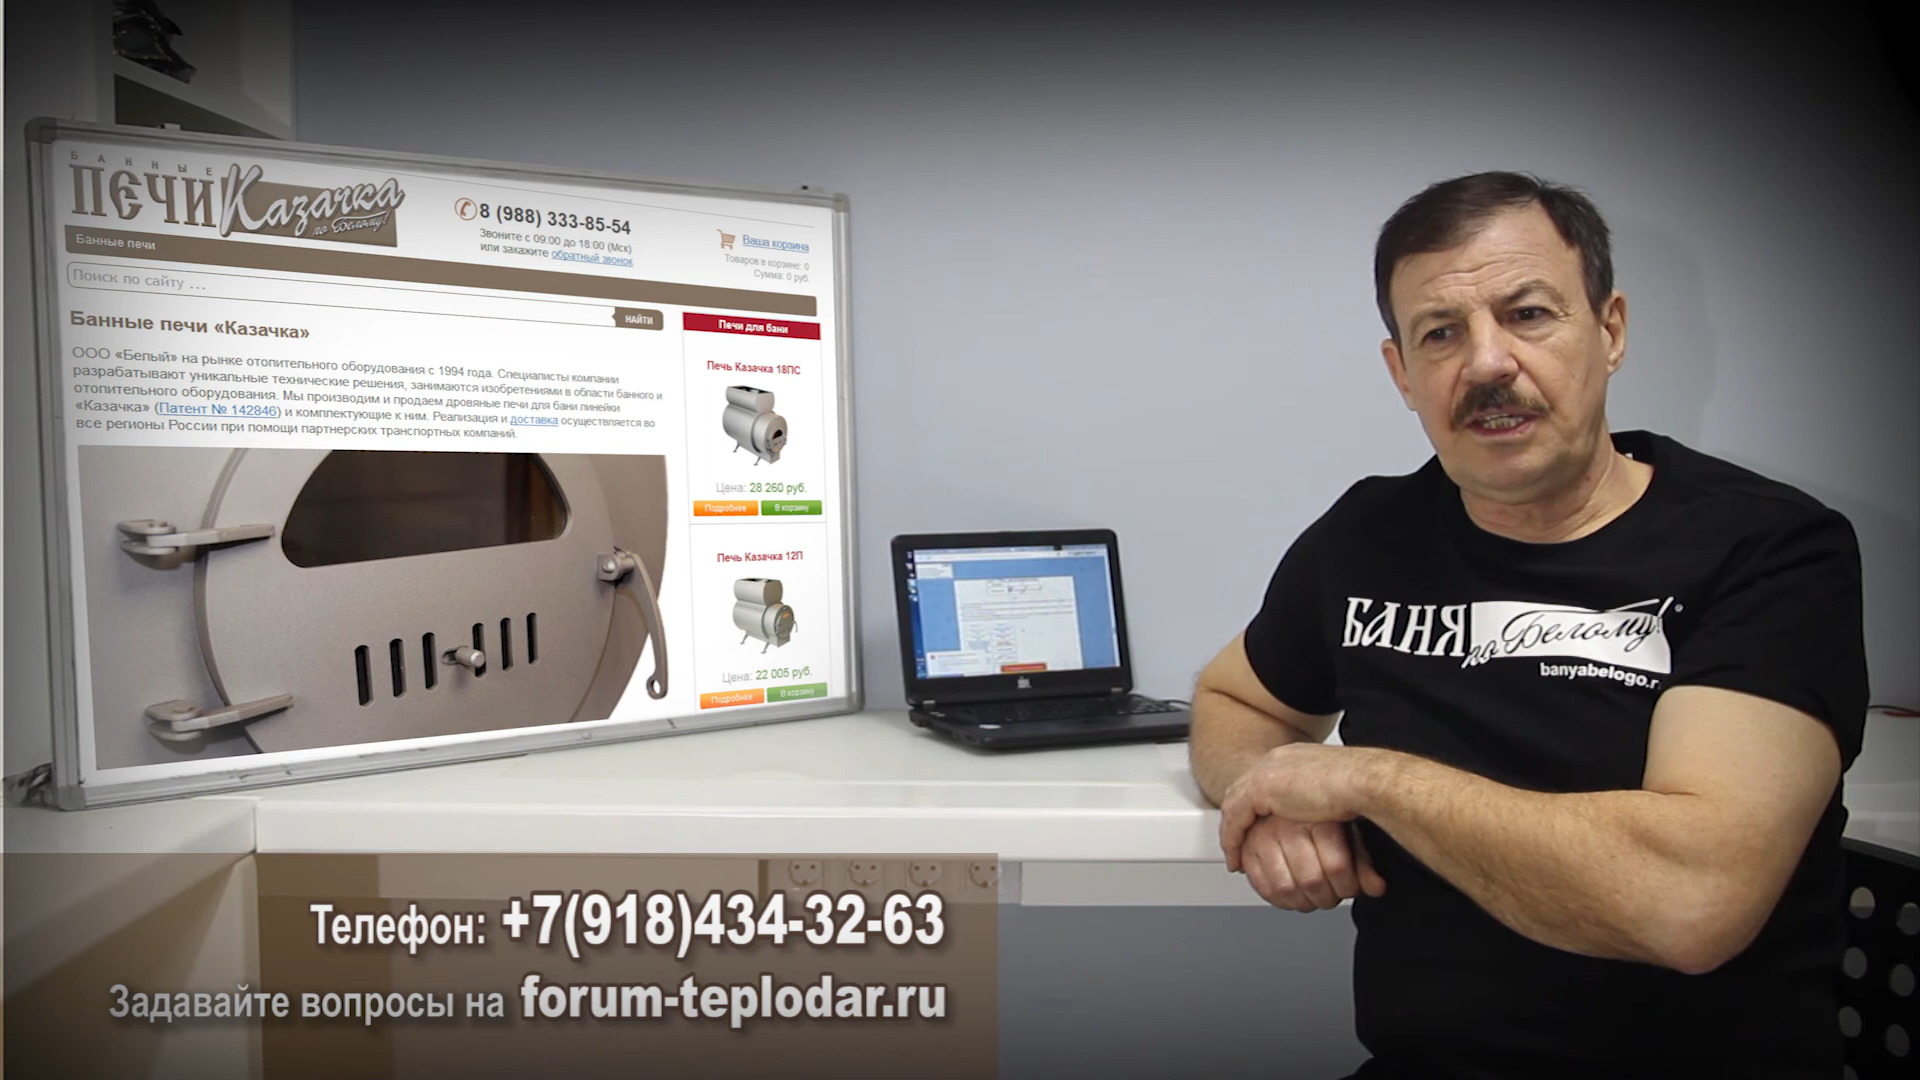 БАННЫЕ
ПЕЧИ Казачка
по Белому!
8 (988) 333-85-54
Звоните с 09:00 до 18:00 (Мск)
или закажите обратный звонок
Ваша корзина
Товаров в корзине: 0
Сумма: 0 руб.
Банные печи
Поиск по сайту ...
НАЙТИ
Банные печи «Казачка»
ООО «Белый» на рынке отопительного оборудования с 1994 года. Специалисты компании
разрабатывают уникальные технические решения, занимаются изобретениями в области банного и
отопительного оборудования. Мы производим и продаем дровяные печи для бани линейки
«Казачка» (Патент № 142846) и комплектующие к ним. Реализация и доставка осуществляется во
все регионы России при помощи партнерских транспортных компаний.
Печи для бани
Печь Казачка 18ПС
Цена: 28 260 руб.
Подробнее
В корзину
Печь Казачка 12П
Цена: 22 005 руб.
Подробнее
В корзину
БАНЯ по Белому!
banyabelogo.r
Телефон: +7(918)434-32-63
Задавайте вопросы на forum-teplodar.ru